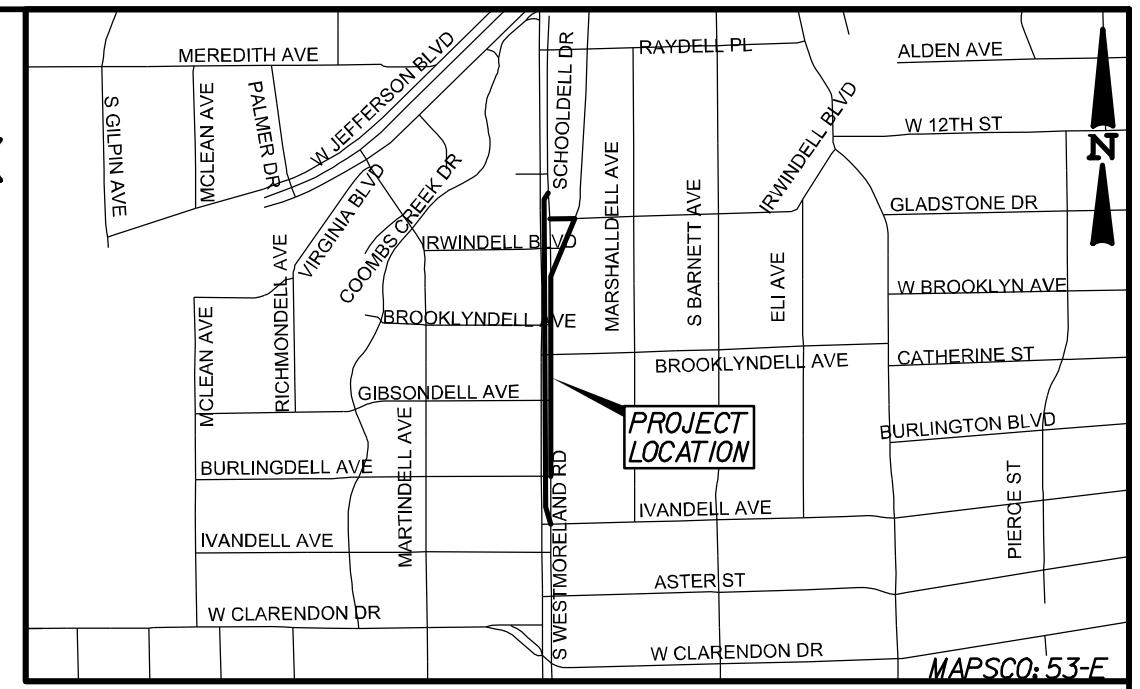 MEREDITH AVE
RAYDELL PL
ALDEN AVE
SCHOOLDELL DR
W JEFFERSON BLVD
S GILPIN AVE
MCLEAN AVE
PALMER DR
W 12TH ST
N
IRWINDELL BLVD
MARSHALLDELL AVE
S BARNETT AVE
GLADSTONE DR
VIRGINIA BLVD
COOMBS CREEK DR
IRWINDELL BLVD
RICHMONDELL AVE
ELI AVE
W BROOKLYN AVE
BROOKLYNDELL AVE
MCLEAN AVE
BROOKLYNDELL AVE
CATHERINE ST
GIBSONDELL AVE
PROJECT
LOCATION
BURLINGTON BLVD
MARTINDELL AVE
BURLINGDELL AVE
S WESTMORELAND RD
IVANDELL AVE
PIERCE ST
IVANDELL AVE
ASTER ST
W CLARENDON DR
W CLARENDON DR
MAPSCO: 53-E